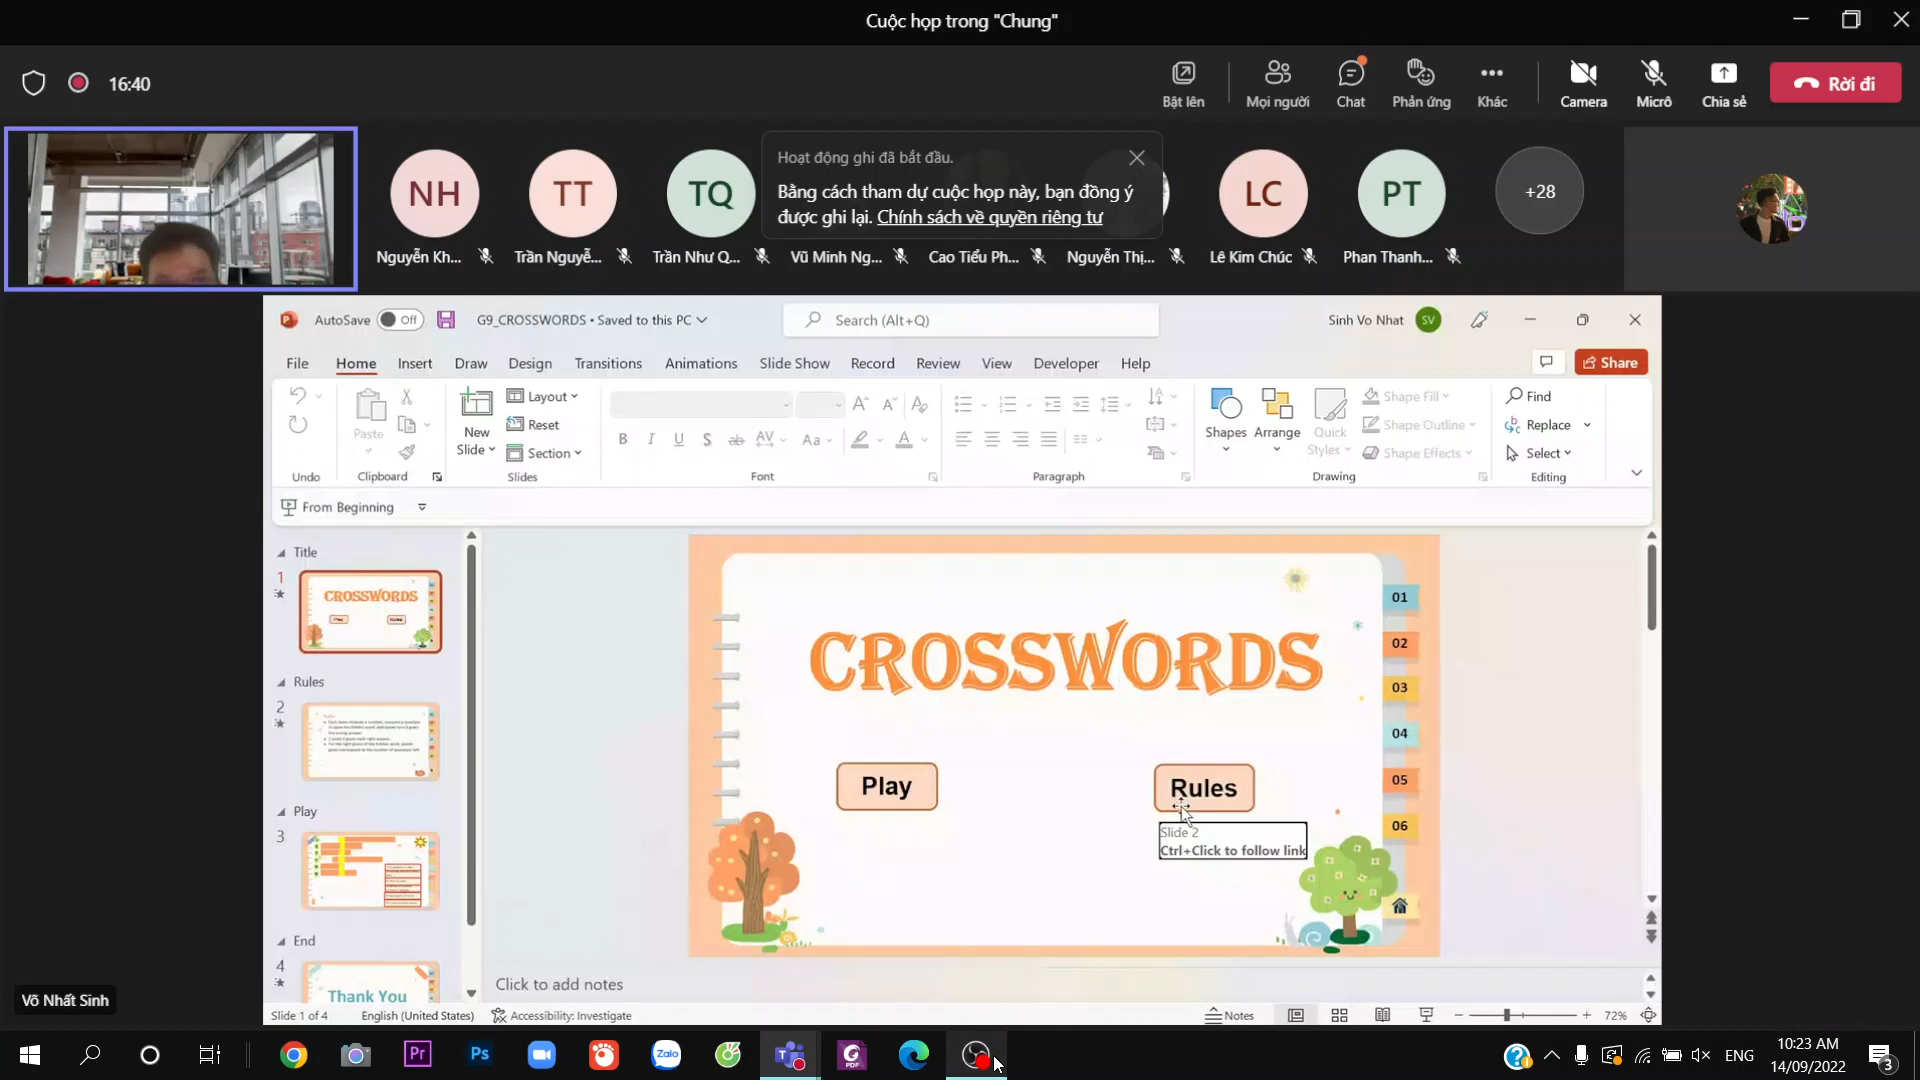 Cuộc họp trong "Chung"
16:40
Bật lên
Mọi người
Chat
Phản ứng
Khác
Camera
Micrô
Chia sẻ
Rời đi
NH
TT
TQ
LC
PT
+28
Hoạt động ghi đã bắt đầu.
Bằng cách tham dự cuộc họp này, bạn đồng ý
được ghi lại. Chính sách về quyền riêng tư
Nguyễn Kh...
Trần Nguyễ...
Trần Như Q...
Vũ Minh Ng...
Cao Tiểu Ph...
Nguyễn Thị...
Lê Kim Chúc
Phan Thanh...
AutoSave
Off
G9_CROSSWORDS • Saved to this PC
Search (Alt+Q)
Sinh Vo Nhat
SV
File
Home
Insert
Draw
Design
Transitions
Animations
Slide Show
Record
Review
View
Developer
Help
Share
Undo
Paste
Clipboard
New
Slide
Layout
Reset
Section
Slides
Font
Paragraph
Shapes
Arrange
Quick
Styles
Shape Fill
Shape Outline
Shape Effects
Drawing
Find
Replace
Select
Editing
From Beginning
Title
1
CROSSWORDS
Rules
2
Play
3
End
4
Thank You
CROSSWORDS
Play
Rules
Slide 2
Ctrl+Click to follow link
01
02
03
04
05
06
Click to add notes
Võ Nhất Sinh
Slide 1 of 4
English (United States)
Accessibility: Investigate
Notes
72%
Pr
Ps
Zalo
PDF
ENG
10:23 AM
14/09/2022
3